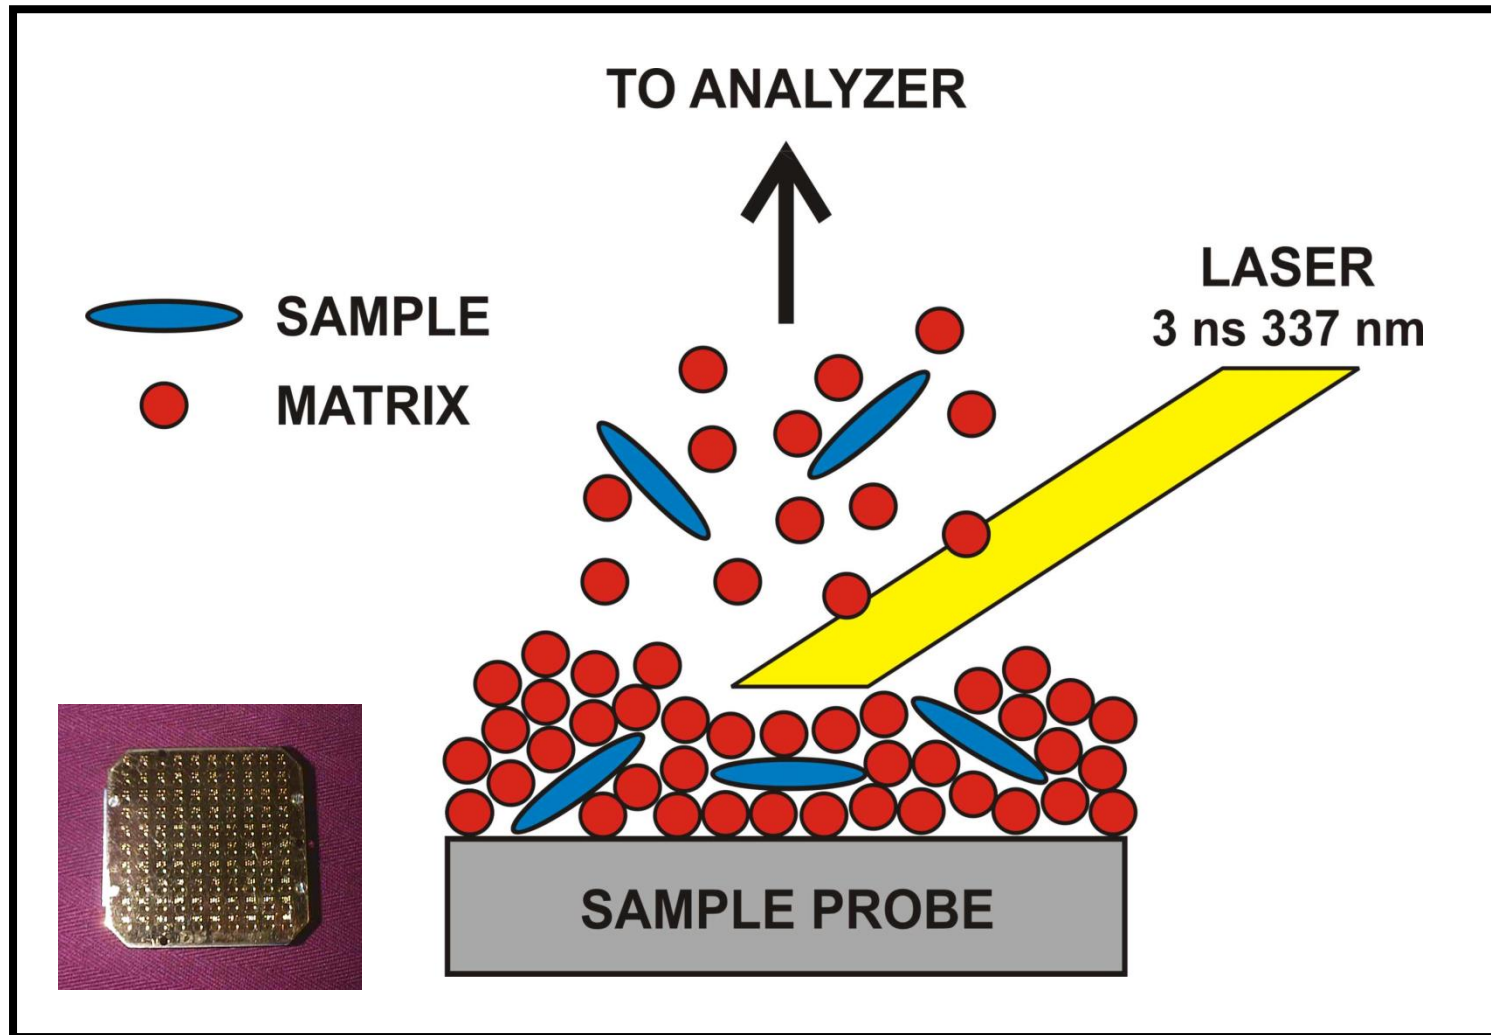 TO ANALYZER
LASER
3 ns 337 nm
SAMPLE
MATRIX
SAMPLE PROBE